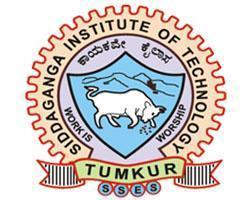 SIDDAGANGA INSTITUTE OF TECHNOLOGY
ಕಾಯಕವೇ ಕೈಲಾಸ
WORK IS WORSHIP
TUMKUR
SSES